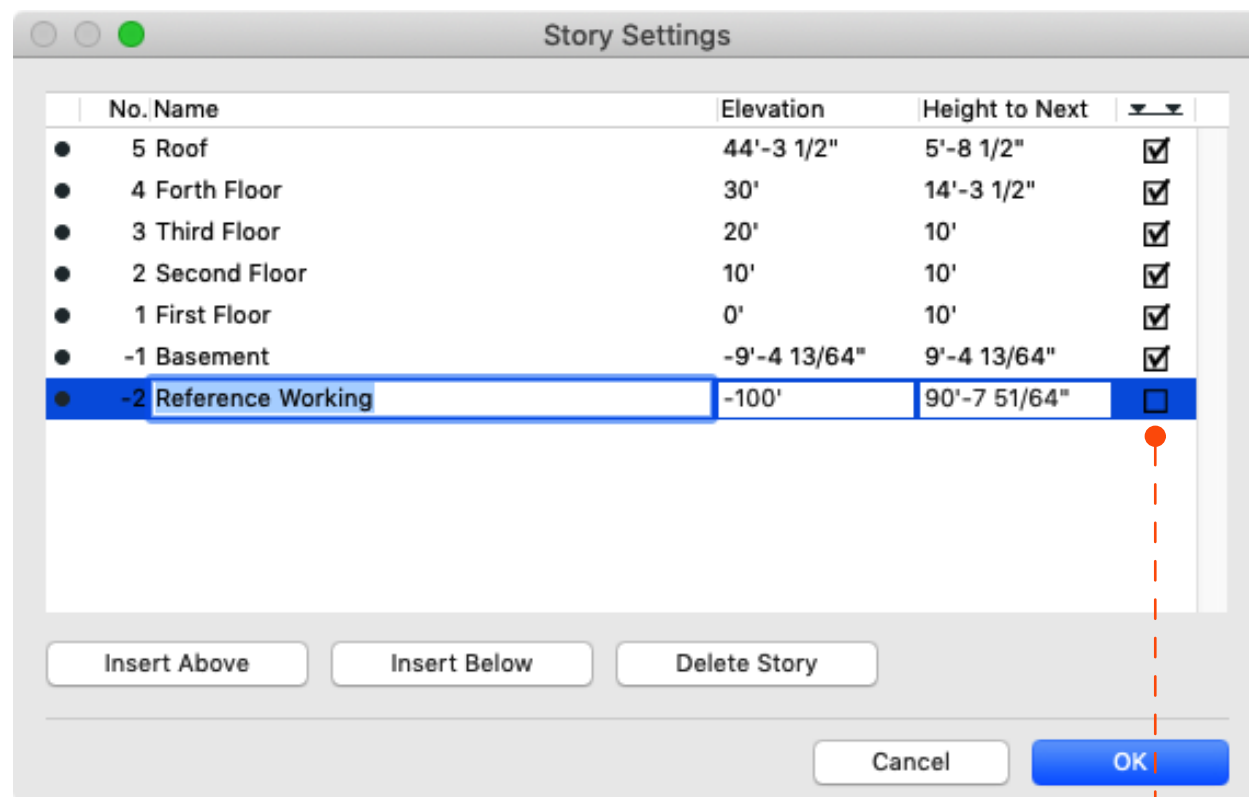 Story Settings
No. Name Elevation Height to Next
5 Roof 44'-3 1/2" 5'-8 1/2"
4 Forth Floor 30' 14'-3 1/2"
3 Third Floor 20' 10'
2 Second Floor 10' 10'
1 First Floor 0' 10'
-1 Basement -9'-4 13/64" 9'-4 13/64"
-2 Reference Working -100' 90'-7 51/64"
Insert Above Insert Below Delete Story
Cancel OK